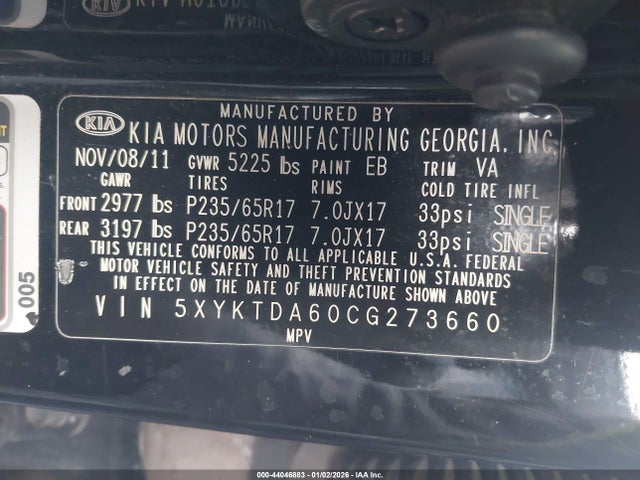 MANUFACTURED BY
KIA KIA MOTORS MANUFACTURING GEORGIA, INC
NOV/08/11 GVWR 5225 lbs PAINT EB TRIM VA
GAWR TIRES RIMS COLD TIRE INFL
FRONT 2977 lbs P235/65R17 7.0JX17 33psi SINGLE
REAR 3197 lbs P235/65R17 7.0JX17 33psi SINGLE
THIS VEHICLE CONFORMS TO ALL APPLICABLE U.S.A. FEDERAL
MOTOR VEHICLE SAFETY AND THEFT PREVENTION STANDARDS
IN EFFECT ON THE DATE OF MANUFACTURE SHOWN ABOVE.
VIN 5XYKTDA60CG273660
MPV
005
000-44046883 - 01/02/2026 - IAA Inc.